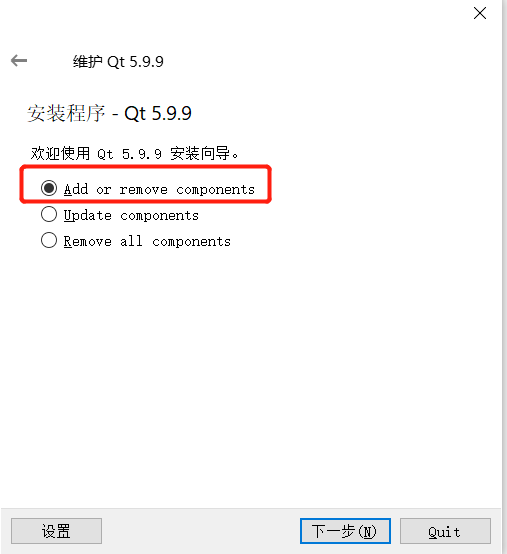 维护 Qt 5.9.9
安装程序 - Qt 5.9.9
欢迎使用 Qt 5.9.9 安装向导。
Add or remove components
Update components
Remove all components
设置
下一步(N)
Quit